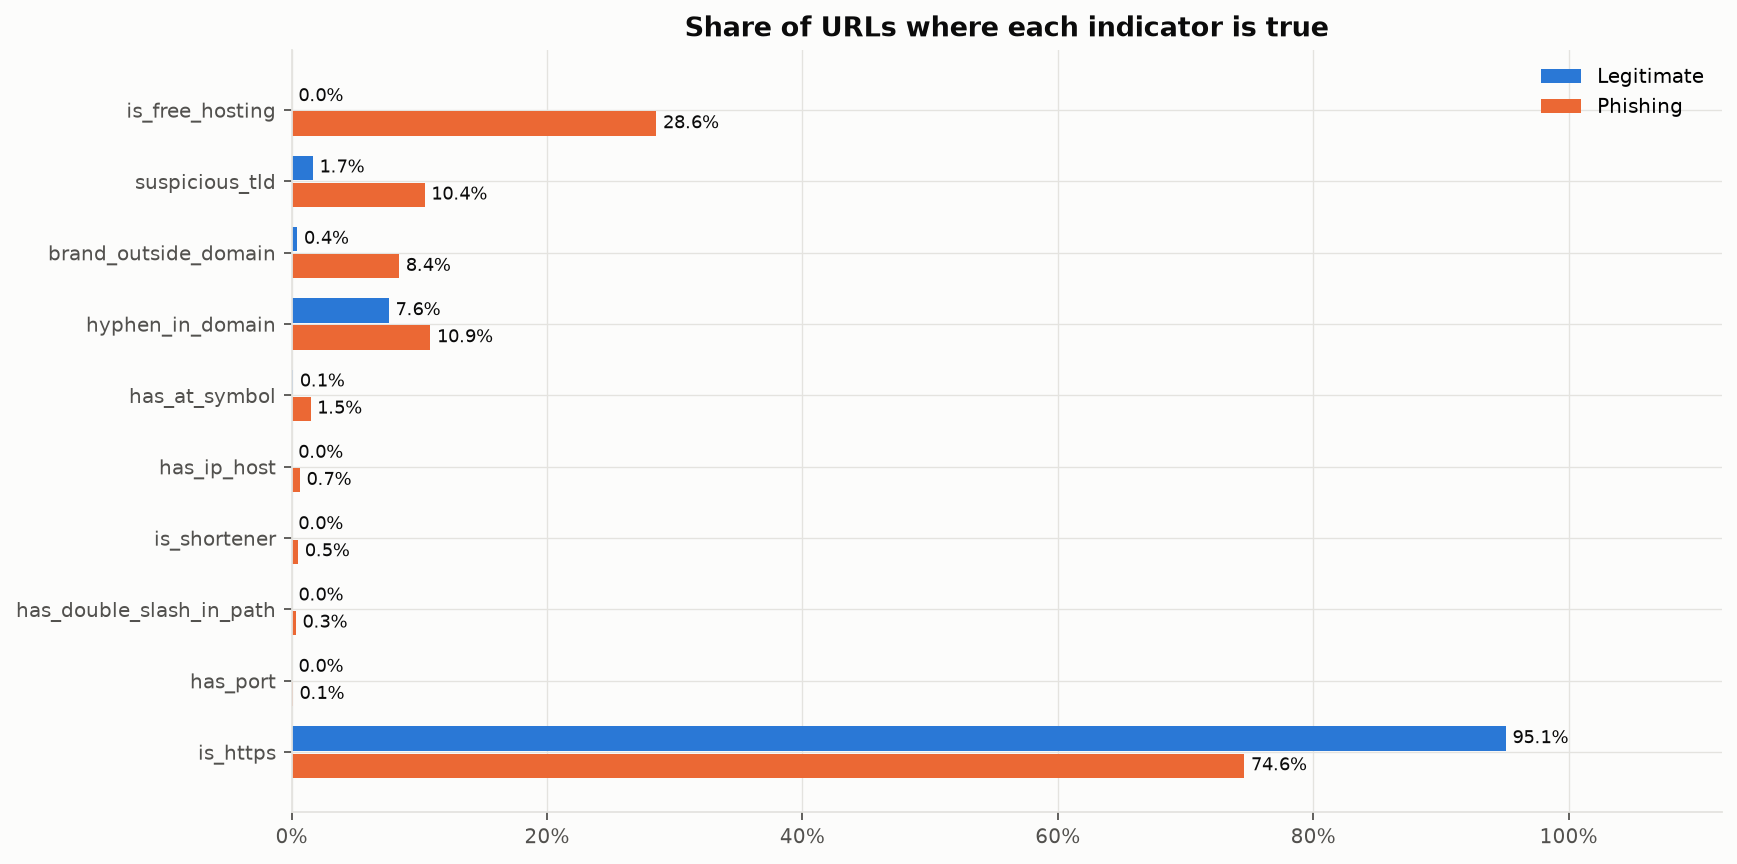 Share of URLs where each indicator is true
Legitimate
Phishing
is_free_hosting
0.0%
28.6%
suspicious_tld
1.7%
10.4%
brand_outside_domain
0.4%
8.4%
hyphen_in_domain
7.6%
10.9%
has_at_symbol
0.1%
1.5%
has_ip_host
0.0%
0.7%
is_shortener
0.0%
0.5%
has_double_slash_in_path
0.0%
0.3%
has_port
0.0%
0.1%
is_https
95.1%
74.6%
0% 20% 40% 60% 80% 100%